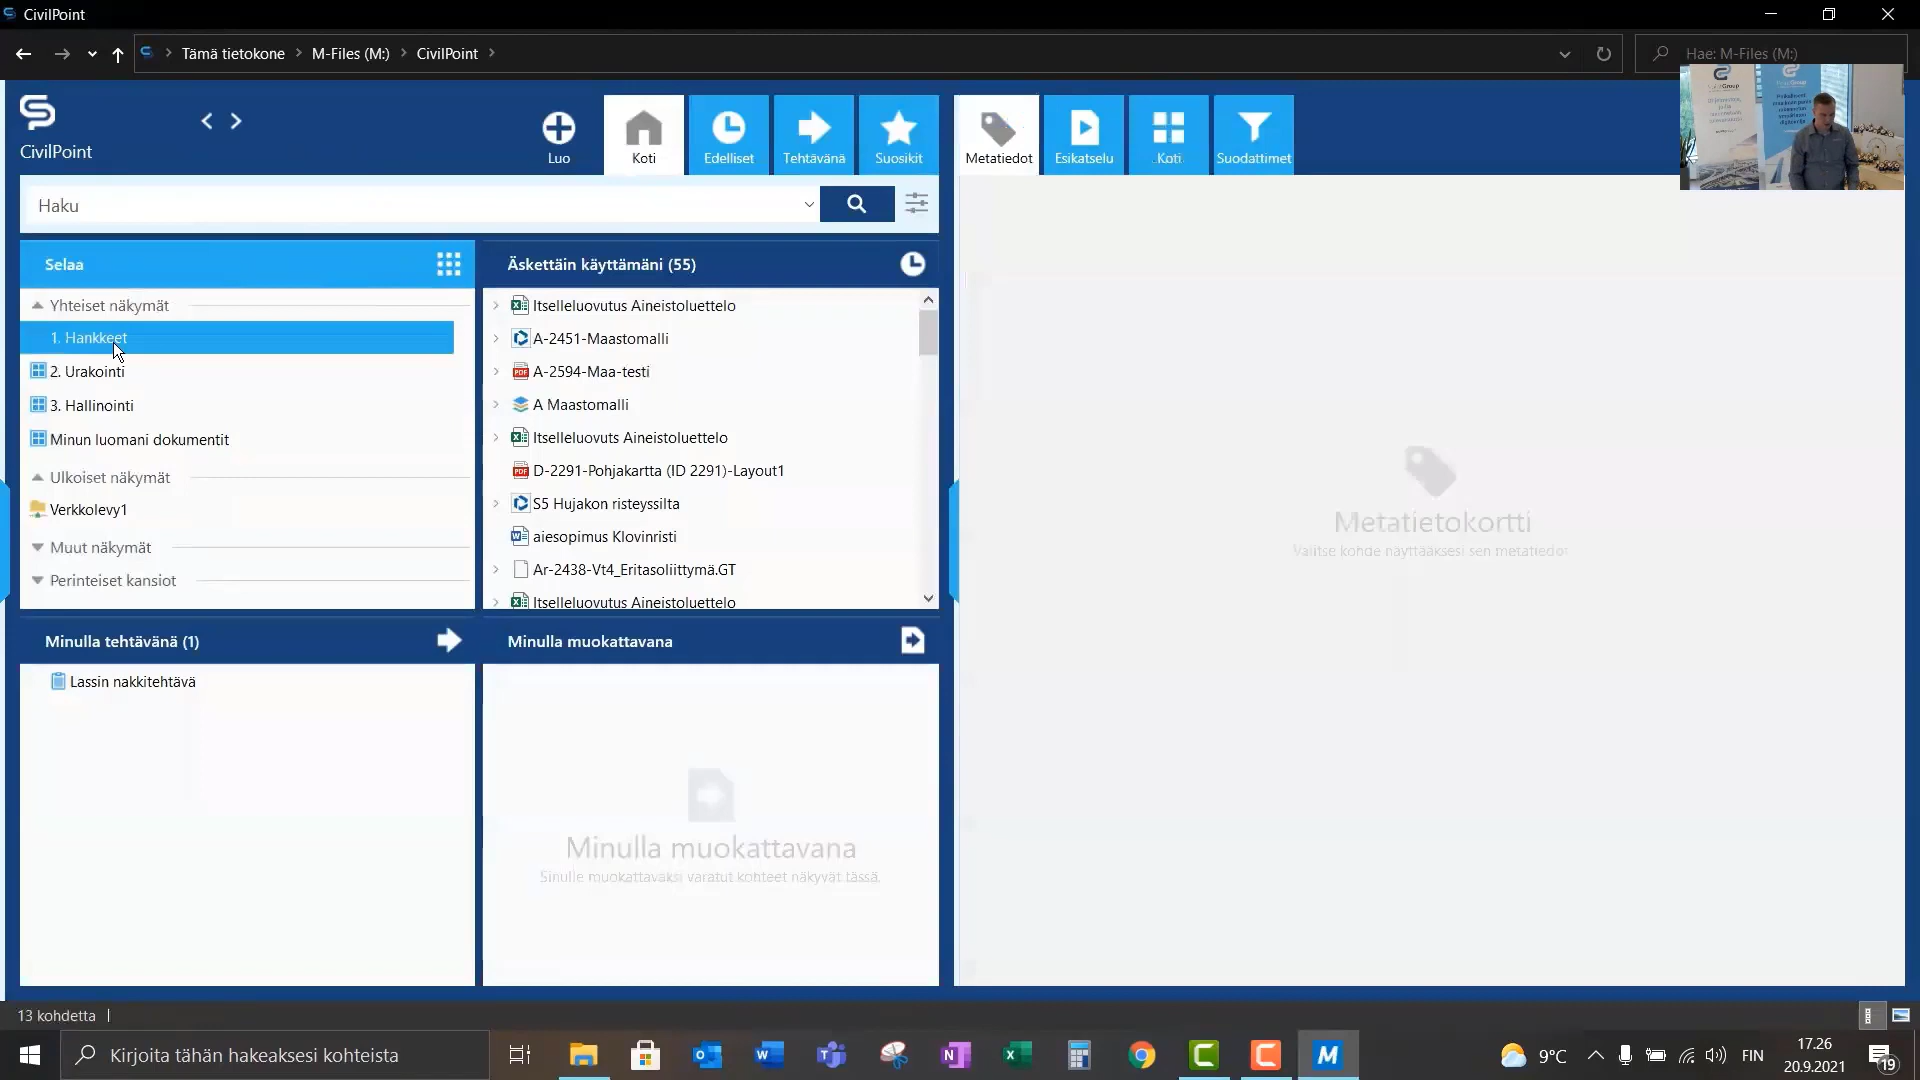 CivilPoint
Tämä tietokone
M-Files (M:)
CivilPoint
Hae: M-Files (M:)
CivilPoint
Luo
Koti
Edelliset
Tehtävänä
Suosikit
Metatiedot
Esikatselu
Koti
Suodattimet
Haku
Selaa
Yhteiset näkymät
1. Hankkeet
2. Urakointi
3. Hallinointi
Minun luomani dokumentit
Ulkoiset näkymät
Verkkolevy1
Muut näkymät
Perinteiset kansiot
Äskettäin käyttämäni (55)
Itselleluovutus Aineistoluettelo
A-2451-Maastomalli
A-2594-Maa-testi
A Maastomalli
Itselleluovuts Aineistoluettelo
D-2291-Pohjakartta (ID 2291)-Layout1
S5 Hujakon risteyssilta
aiesopimus Klovinristi
Ar-2438-Vt4_Eritasoliittymä.GT
Itselleluovutus Aineistoluettelo
Metatietokortti
Valitse kohde näyttääksesi sen metatiedot
Minulla tehtävänä (1)
Lassin nakkitehtävä
Minulla muokattavana
Minulla muokattavana
Sinulle muokattavaksi varatut kohteet näkyvät tässä.
13 kohdetta
Kirjoita tähän hakeaksesi kohteista
9°C
FIN
17.26
20.9.2021
19